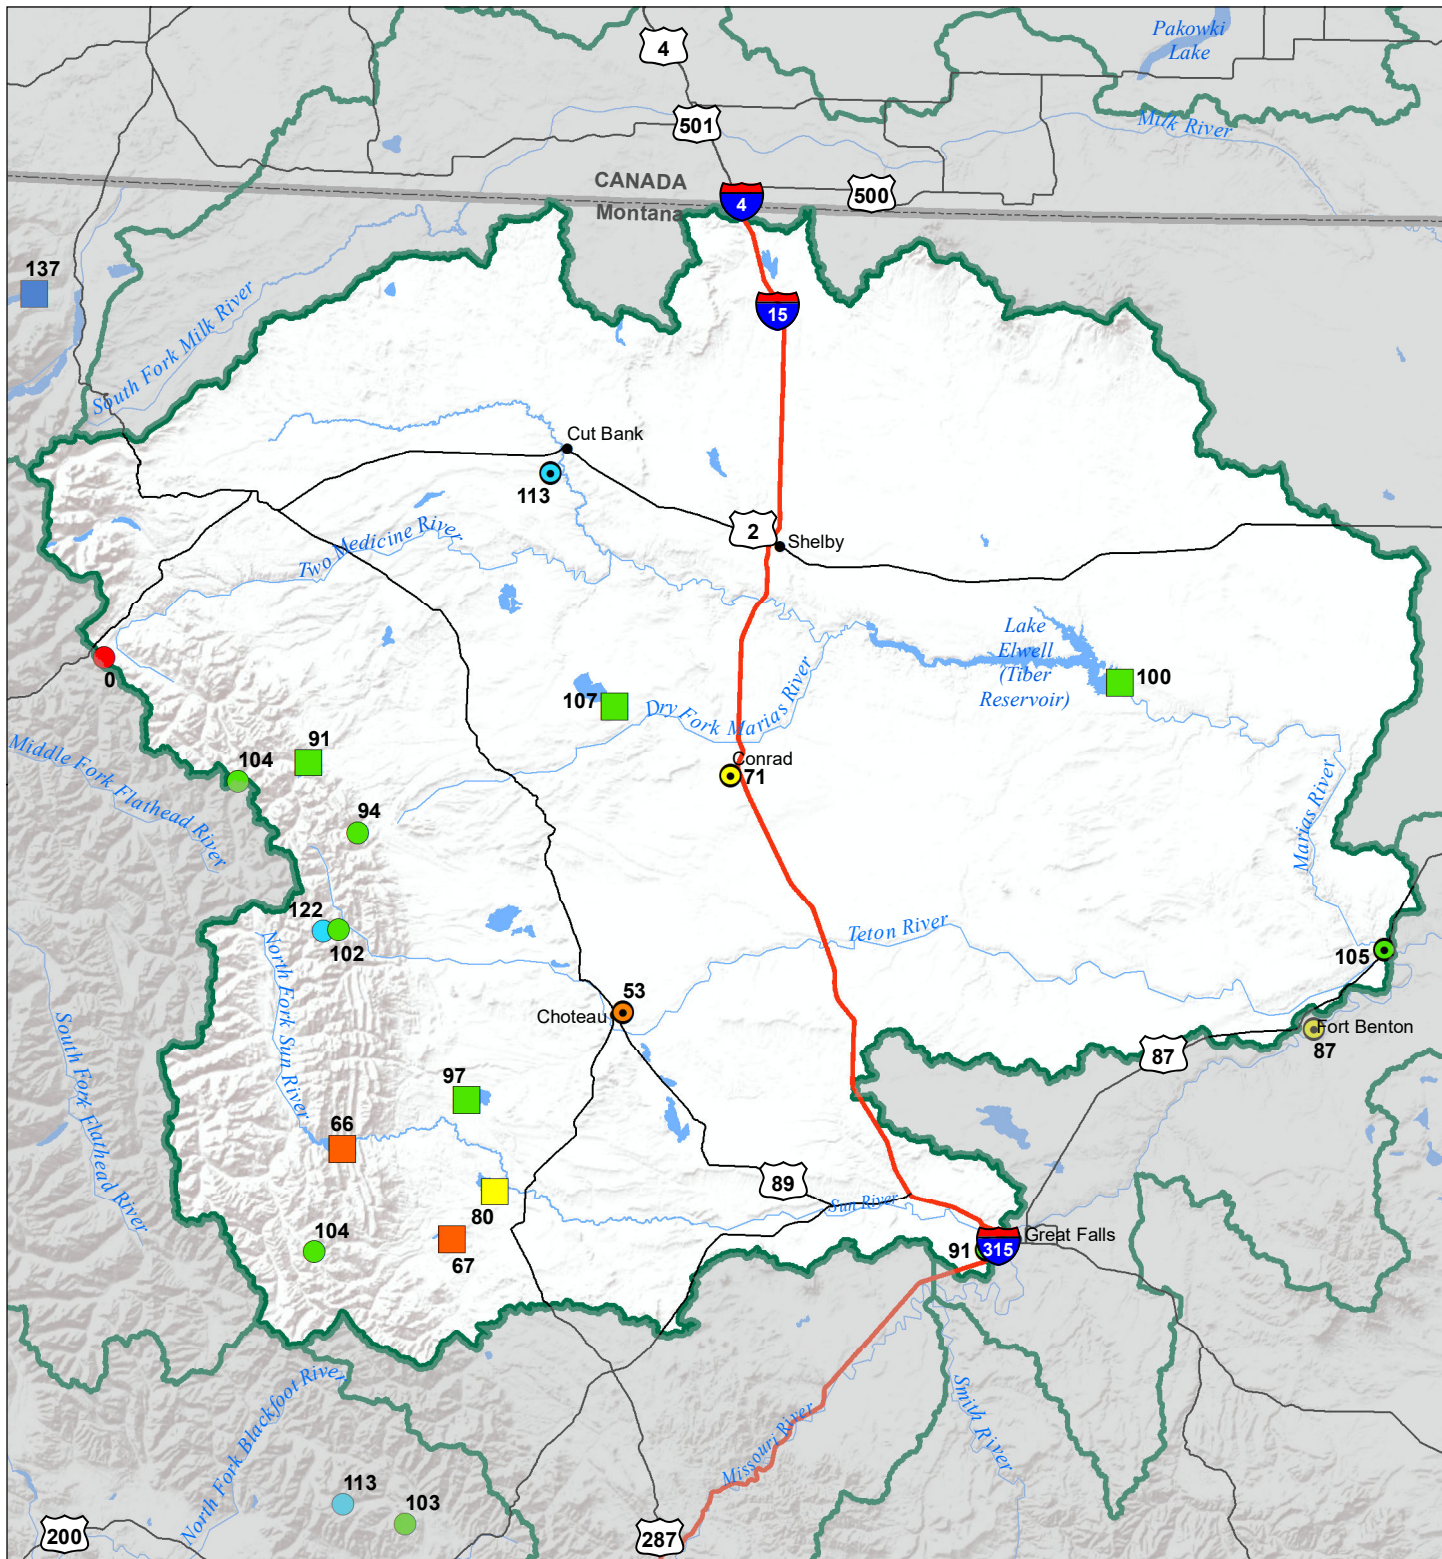 Pakowki
Lake
4
501
Milk River
CANADA
Montana
4
500
137
15
South Fork Milk River
Cut Bank
113
2
Shelby
Two Medicine River
Lake
Elwell
(Tiber
Reservoir)
100
0
107
Dry Fork Marias River
Middle Fork Flathead River
91
104
Conrad
71
94
Marias River
122
102
North Fork Sun River
Teton River
105
53
Choteau
Fort Benton
87
87
South Fork Flathead River
97
66
89
80
Sun River
67
104
91
315
Great Falls
North Fork Blackfoot River
Missouri River
Smith River
113
103
200
287